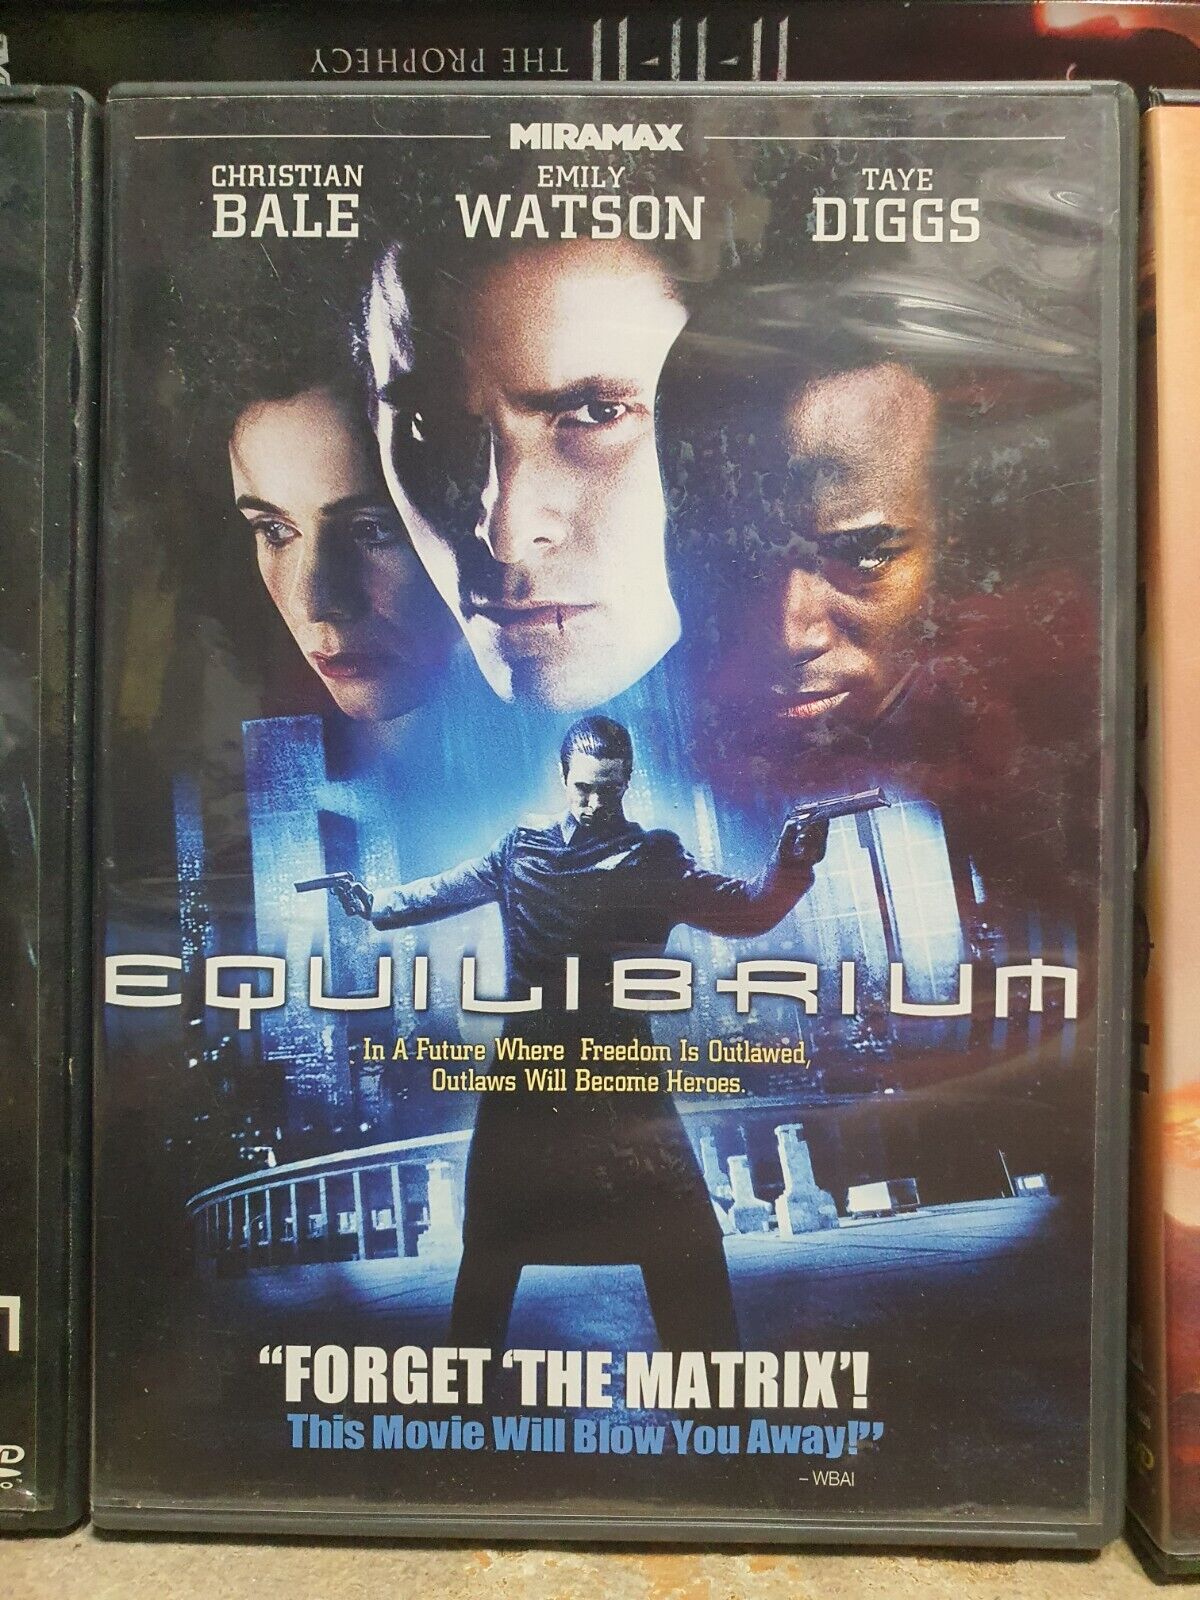 THE PROPHECY
11-11-11
MIRAMAX
CHRISTIAN
BALE
EMILY
WATSON
TAYE
DIGGS
EQUILIBRIUM
In A Future Where Freedom Is Outlawed,
Outlaws Will Become Heroes.
"FORGET 'THE MATRIX'!
This Movie Will Blow You Away!"
– WBAI